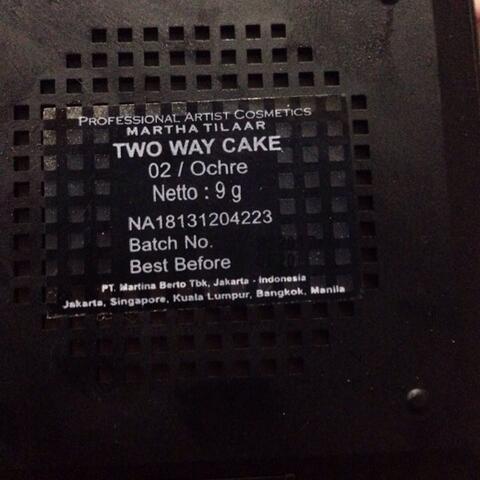 PROFESSIONAL ARTIST COSMETICS
MARTHA TILAAR
TWO WAY CAKE
02 / Ochre
Netto : 9 g
NA18131204223
Batch No.
Best Before
PT. Martina Berto Tbk, Jakarta - Indonesia
Jakarta, Singapore, Kuala Lumpur, Bangkok, Manila